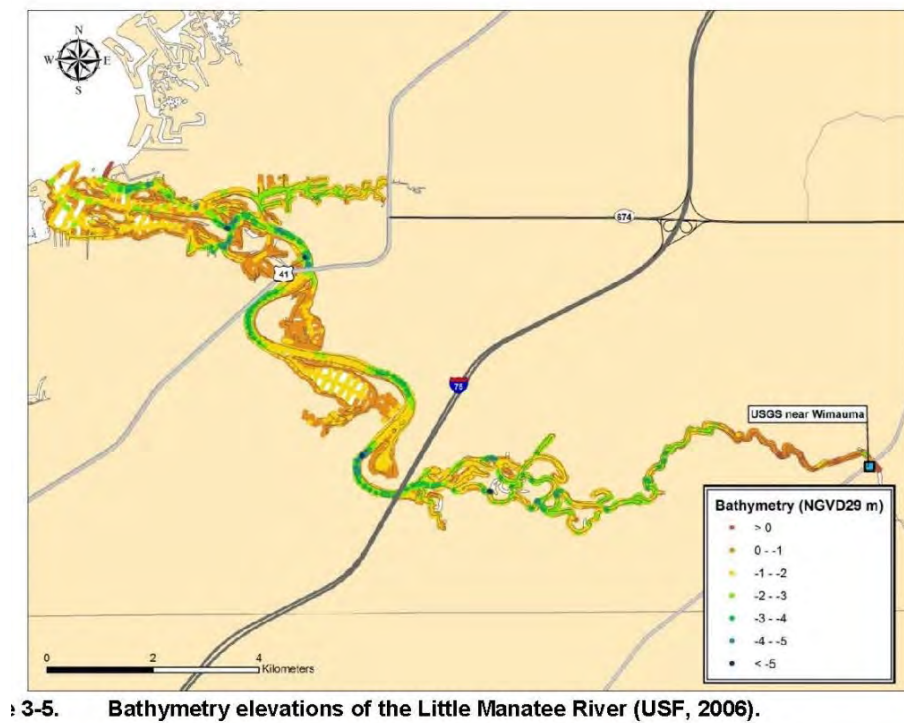 N
W E
S
674
41
75
USGS near Wimauma
Bathymetry (NGVD29 m)
> 0
0 - -1
-1 - -2
-2 - -3
-3 - -4
-4 - -5
< -5
0 2 4
Kilometers
3-5. Bathymetry elevations of the Little Manatee River (USF, 2006).